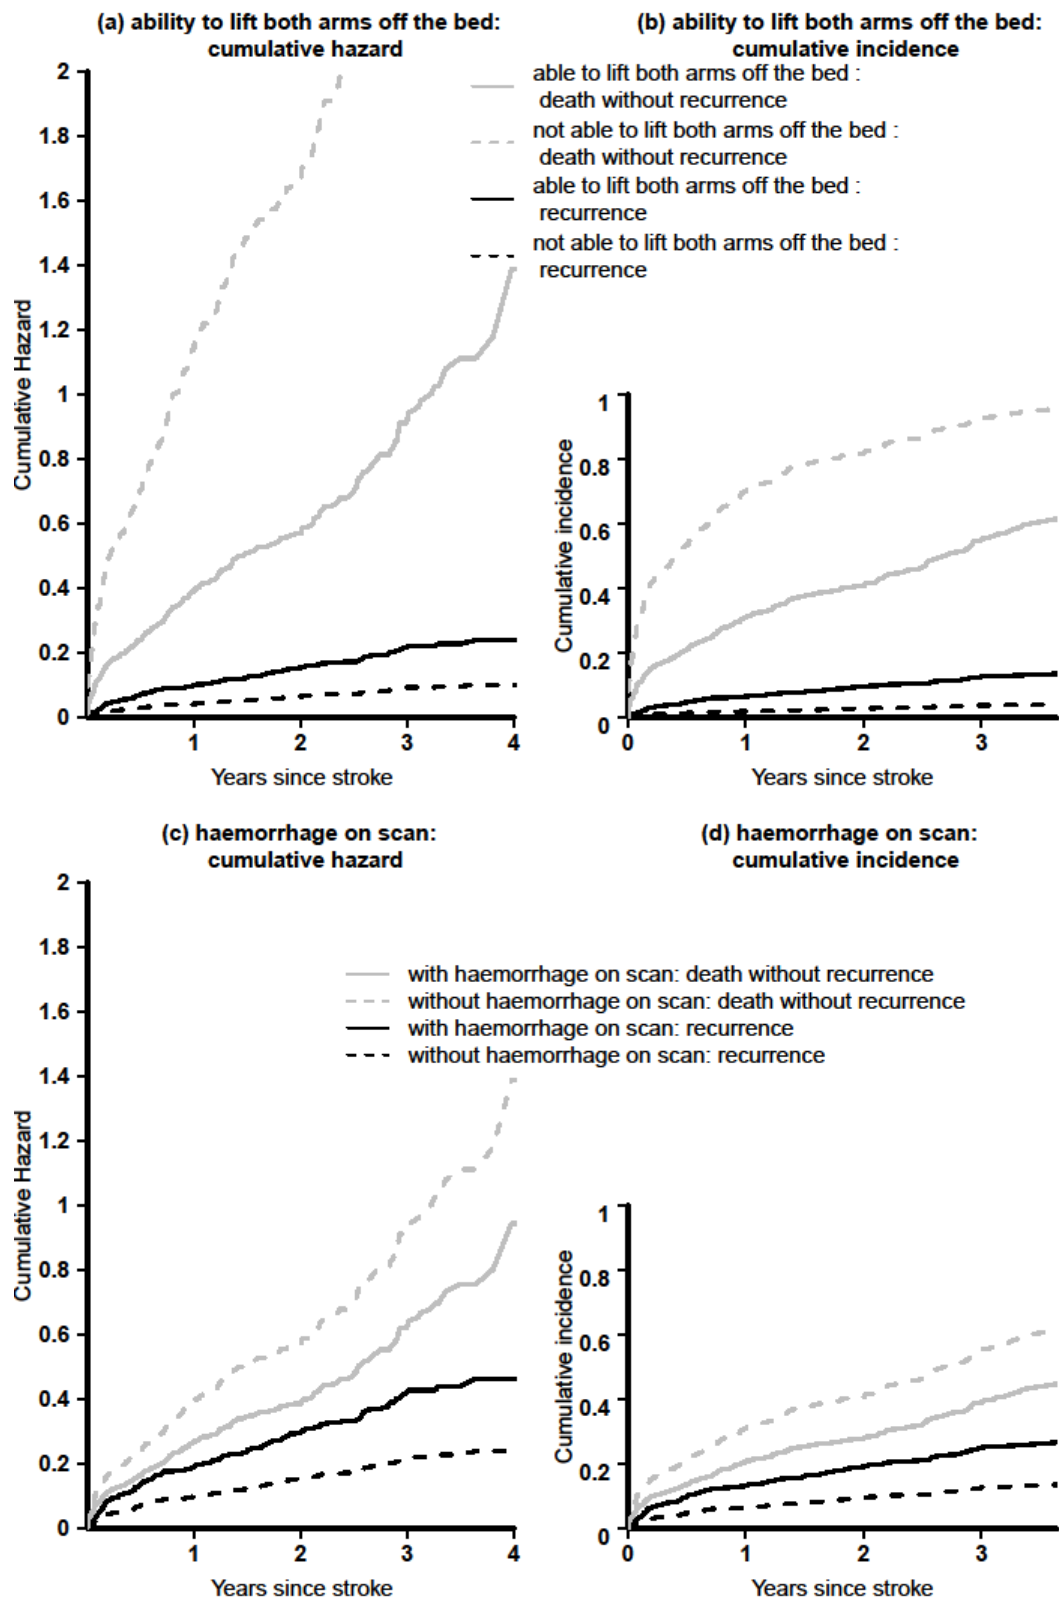 (a) ability to lift both arms off the bed:
cumulative hazard
(b) ability to lift both arms off the bed:
cumulative incidence
able to lift both arms off the bed :
death without recurrence
not able to lift both arms off the bed :
death without recurrence
able to lift both arms off the bed :
recurrence
not able to lift both arms off the bed :
recurrence
Cumulative Hazard
2
1.8
1.6
1.4
1.2
1
0.8
0.6
0.4
0.2
0
1 2 3 4
Years since stroke
Cumulative incidence
1
0.8
0.6
0.4
0.2
0
0 1 2 3
Years since stroke
(c) haemorrhage on scan:
cumulative hazard
(d) haemorrhage on scan:
cumulative incidence
with haemorrhage on scan: death without recurrence
without haemorrhage on scan: death without recurrence
with haemorrhage on scan: recurrence
without haemorrhage on scan: recurrence
Cumulative Hazard
2
1.8
1.6
1.4
1.2
1
0.8
0.6
0.4
0.2
0
1 2 3 4
Years since stroke
Cumulative incidence
1
0.8
0.6
0.4
0.2
0
0 1 2 3
Years since stroke